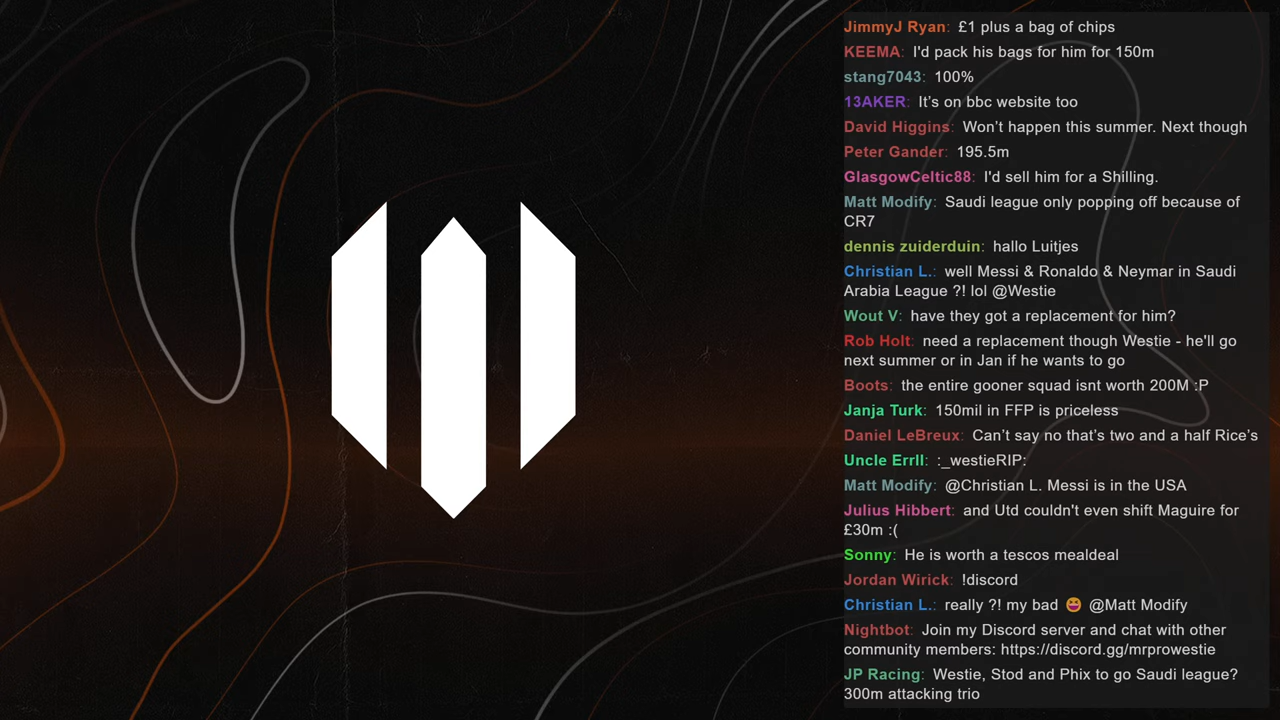 JimmyJ Ryan: £1 plus a bag of chips
KEEMA: I'd pack his bags for him for 150m
stang7043: 100%
13AKER: It's on bbc website too
David Higgins: Won't happen this summer. Next though
Peter Gander: 195.5m
GlasgowCeltic88: I'd sell him for a Shilling.
Matt Modify: Saudi league only popping off because of
CR7
dennis zuiderduin: hallo Luitjes
Christian L.: well Messi & Ronaldo & Neymar in Saudi
Arabia League ?! lol @Westie
Wout V: have they got a replacement for him?
Rob Holt: need a replacement though Westie - he'll go
next summer or in Jan if he wants to go
Boots: the entire gooner squad isnt worth 200M :P
Janja Turk: 150mil in FFP is priceless
Daniel LeBreux: Can't say no that's two and a half Rice's
Uncle Errll: :_westieRIP:
Matt Modify: @Christian L. Messi is in the USA
Julius Hibbert: and Utd couldn't even shift Maguire for
£30m :(
Sonny: He is worth a tescos mealdeal
Jordan Wirick: !discord
Christian L.: really ?! my bad 😆 @Matt Modify
Nightbot: Join my Discord server and chat with other
community members: https://discord.gg/mrprowestie
JP Racing: Westie, Stod and Phix to go Saudi league?
300m attacking trio